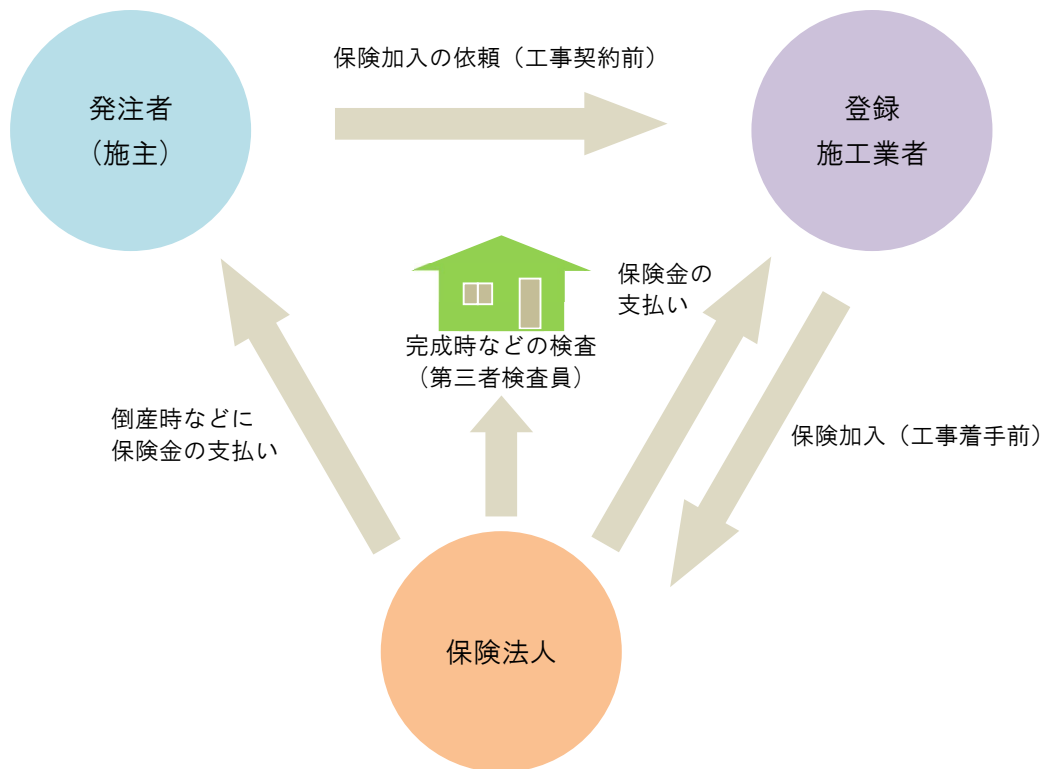 保険加入の依頼（工事契約前）
発注者
（施主）
登録
施工業者
保険金の
支払い
完成時などの検査
（第三者検査員）
倒産時などに
保険金の支払い
保険加入（工事着手前）
保険法人